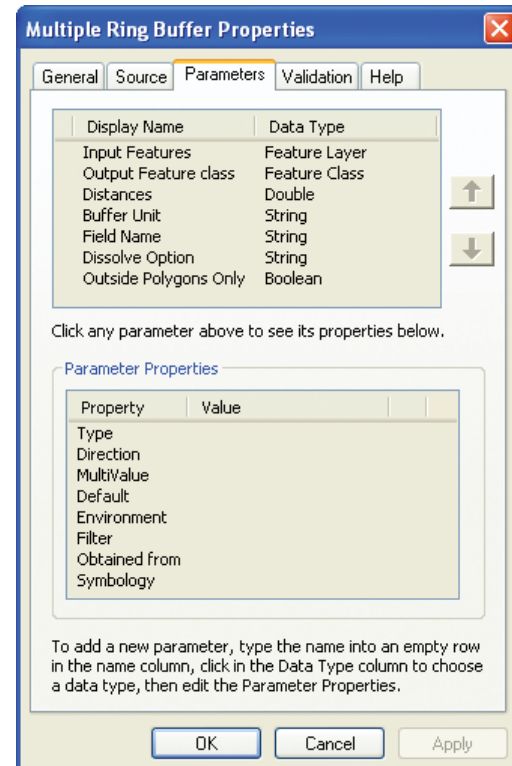 Multiple Ring Buffer Properties
General Source Parameters Validation Help
Display Name Data Type
Input Features Feature Layer
Output Feature class Feature Class
Distances Double
Buffer Unit String
Field Name String
Dissolve Option String
Outside Polygons Only Boolean
Click any parameter above to see its properties below.
Parameter Properties
Property Value
Type
Direction
MultiValue
Default
Environment
Filter
Obtained from
Symbology
To add a new parameter, type the name into an empty row
in the name column, click in the Data Type column to choose
a data type, then edit the Parameter Properties.
OK Cancel Apply